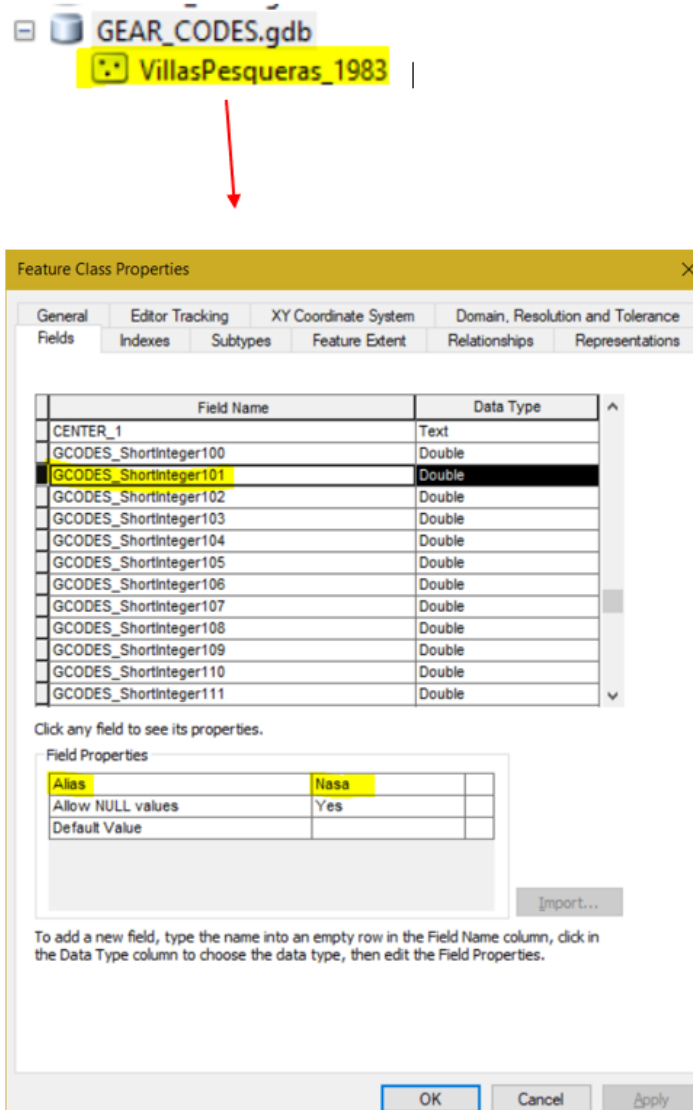 GEAR_CODES.gdb
VillasPesqueras_1983
Feature Class Properties
General Editor Tracking XY Coordinate System Domain, Resolution and Tolerance
Fields Indexes Subtypes Feature Extent Relationships Representations
Field Name Data Type
CENTER_1 Text
GCODES_ShortInteger100 Double
GCODES_ShortInteger101 Double
GCODES_ShortInteger102 Double
GCODES_ShortInteger103 Double
GCODES_ShortInteger104 Double
GCODES_ShortInteger105 Double
GCODES_ShortInteger106 Double
GCODES_ShortInteger107 Double
GCODES_ShortInteger108 Double
GCODES_ShortInteger109 Double
GCODES_ShortInteger110 Double
GCODES_ShortInteger111 Double
Click any field to see its properties.
Field Properties
Alias Nasa
Allow NULL values Yes
Default Value
Import...
To add a new field, type the name into an empty row in the Field Name column, click in
the Data Type column to choose the data type, then edit the Field Properties.
OK Cancel Apply